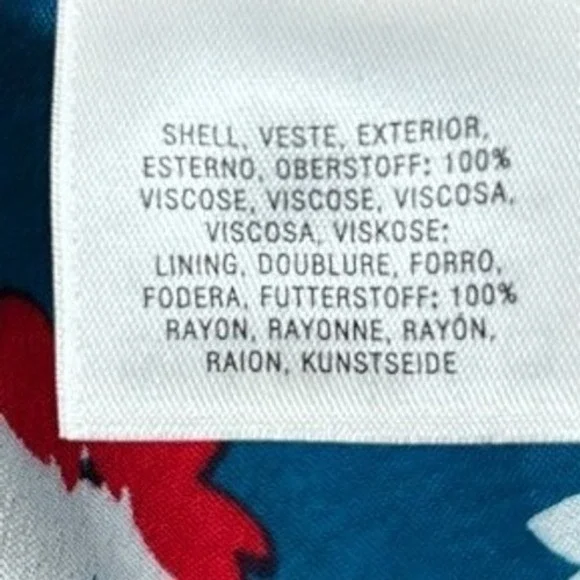 SHELL, VESTE, EXTERIOR,
ESTERNO, OBERSTOFF: 100%
VISCOSE, VISCOSE, VISCOSA,
VISCOSA, VISKOSE;
LINING, DOUBLURE, FORRO,
FODERA, FUTTERSTOFF: 100%
RAYON, RAYONNE, RAYÓN,
RAION, KUNSTSEIDE